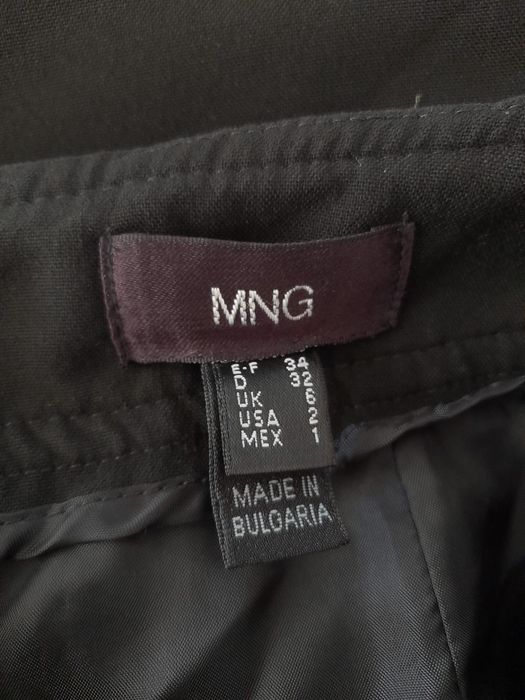 MNG
E-F 34
D 32
UK 6
USA 2
MEX 1
MADE IN
BULGARIA